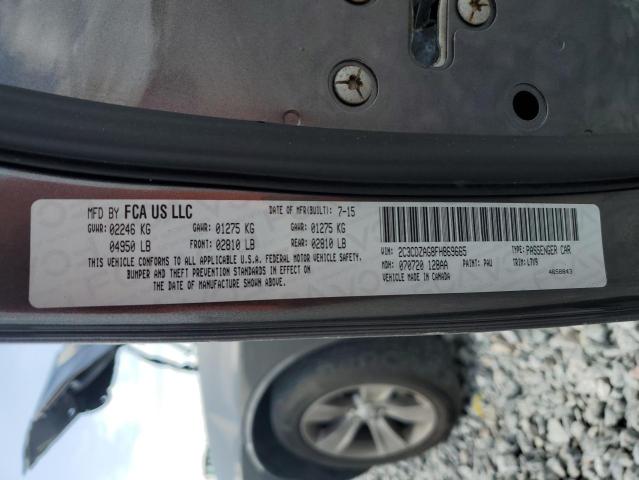 MFD BY FCA US LLC DATE OF MFR(BUILT): 7-15
GVWR: 02246 KG GAWR: 01275 KG GAWR: 01275 KG
04950 LB FRONT: 02810 LB REAR: 02810 LB
THIS VEHICLE CONFORMS TO ALL APPLICABLE U.S.A. FEDERAL MOTOR VEHICLE SAFETY,
BUMPER AND THEFT PREVENTION STANDARDS IN EFFECT ON
THE DATE OF MANUFACTURE SHOWN ABOVE.
VIN: 2C3CDZAG8FH869665 TYPE: PASSENGER CAR
MDH: 070720 128AA PAINT: PAU TRIM: L7V9
VEHICLE MADE IN CANADA 4658843